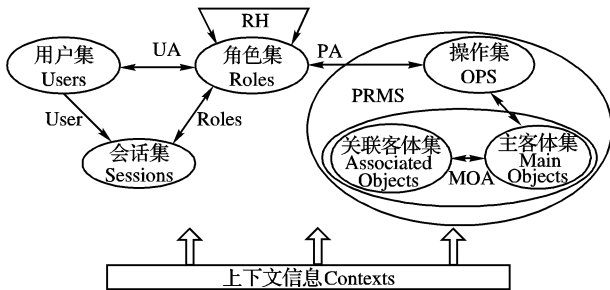 RH
用户集
Users
UA
角色集
Roles
PA
操作集
OPS
PRMS
User
Roles
会话集
Sessions
关联客体集
Associated
Objects
MOA
主客体集
Main
Objects
上下文信息Contexts